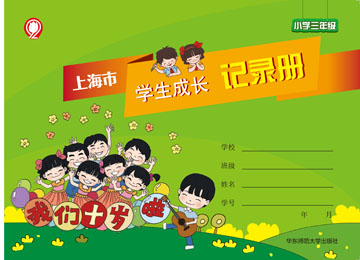 小学三年级
上海市
学生成长 记录册
学校
班级
姓名
学号
年 月
我们十岁啦
华东师范大学出版社